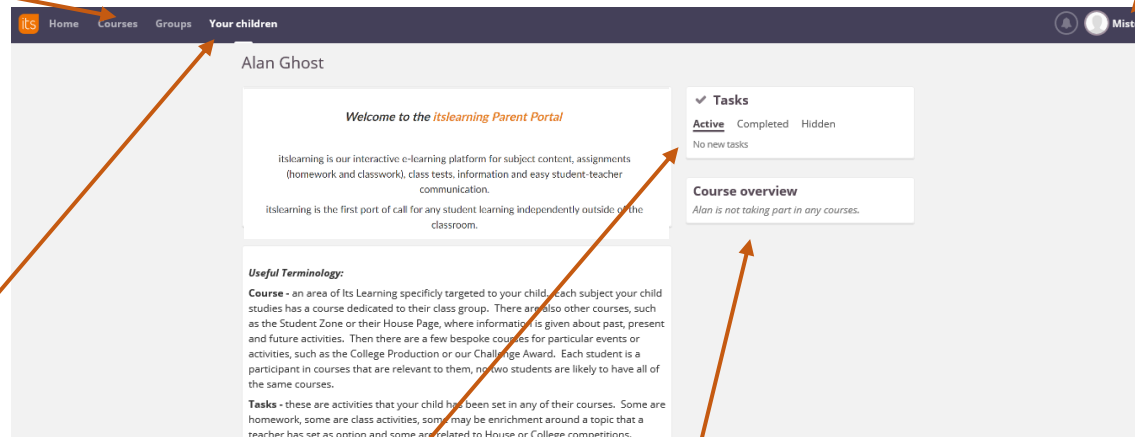 its Home Courses Groups Your children
Alan Ghost
Welcome to the itslearning Parent Portal
itslearning is our interactive e-learning platform for subject content, assignments
(homework and classwork), class tests, information and easy student-teacher
communication.
itslearning is the first part of call for any student learning independently outside of the
classroom.
Useful Terminology:
Course - an area of Its Learning specificly targeted to your child. Each subject your child
studies has a course dedicated to their class group. There are also other courses, such
as the Student Zone or their House Page, where information is given about past, present
and future activities. Then there are a few bespoke courses for particular events or
activities, such as the College Production or our Challenge Award. Each student is a
participant in courses that are relevant to them, no two students are likely to have all of
the same courses.
Tasks - these are activities that your child has been set in any of their courses. Some are
homework, some are class activities, some may be enrichment around a topic that a
teacher has set as option and some are related to House or College competitions.
Tasks
Active Completed Hidden
No new tasks
Course overview
Alan is not taking part in any courses.